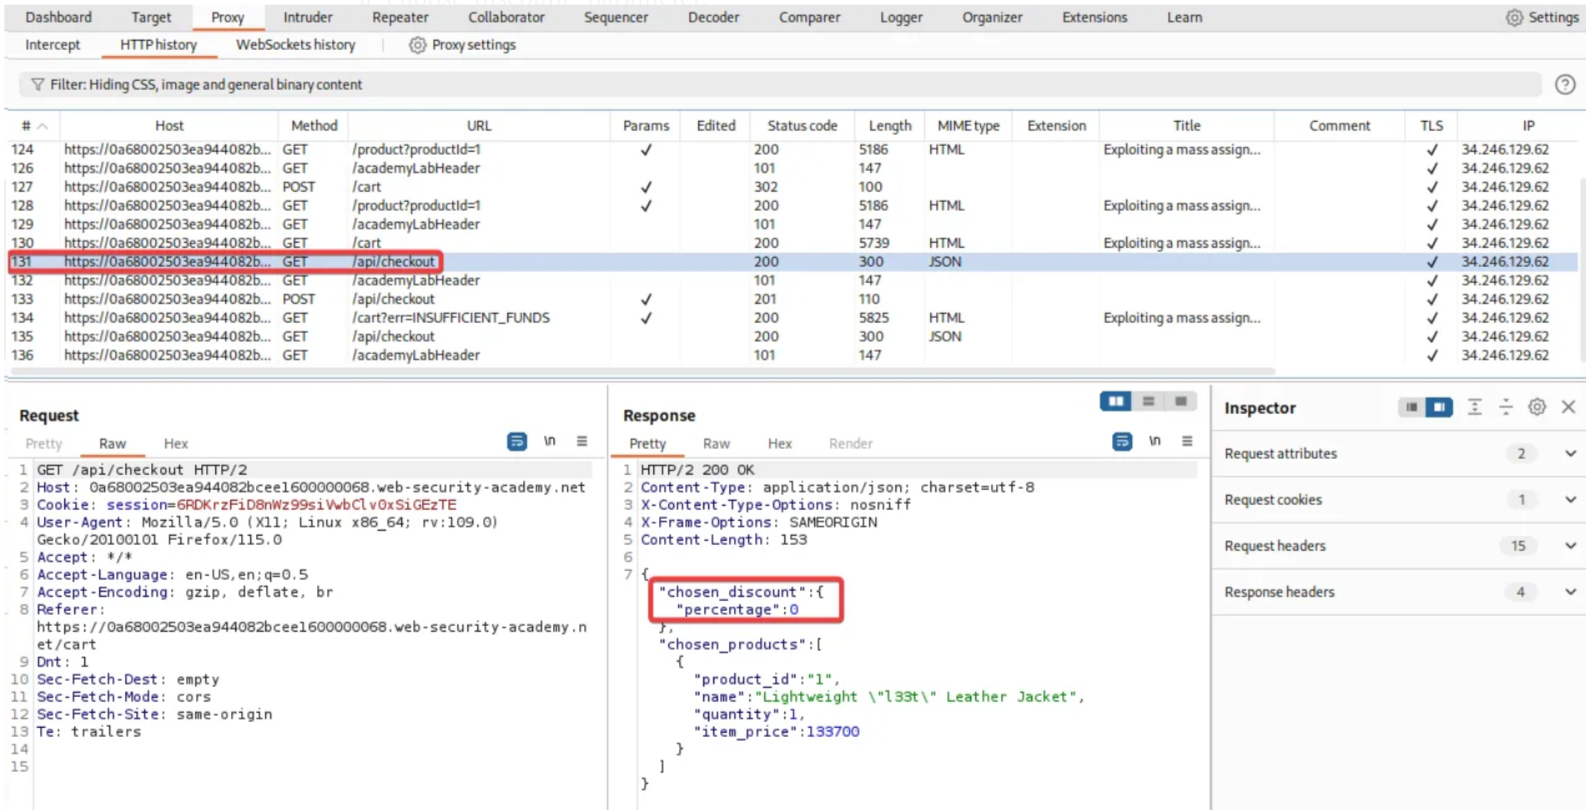 Dashboard Target Proxy Intruder Repeater Collaborator Sequencer Decoder Comparer Logger Organizer Extensions Learn Settings
Intercept HTTP history WebSockets history Proxy settings
Filter: Hiding CSS, image and general binary content
# Host Method URL Params Edited Status code Length MIME type Extension Title Comment TLS IP
124 https://0a68002503ea944082b... GET /product?productId=1 ✓ 200 5186 HTML Exploiting a mass assign... ✓ 34.246.129.62
126 https://0a68002503ea944082b... GET /academyLabHeader 101 147 ✓ 34.246.129.62
127 https://0a68002503ea944082b... POST /cart ✓ 302 100 ✓ 34.246.129.62
128 https://0a68002503ea944082b... GET /product?productId=1 ✓ 200 5186 HTML Exploiting a mass assign... ✓ 34.246.129.62
129 https://0a68002503ea944082b... GET /academyLabHeader 101 147 ✓ 34.246.129.62
130 https://0a68002503ea944082b... GET /cart 200 5739 HTML Exploiting a mass assign... ✓ 34.246.129.62
131 https://0a68002503ea944082b... GET /api/checkout 200 300 JSON ✓ 34.246.129.62
132 https://0a68002503ea944082b... GET /academyLabHeader 101 147 ✓ 34.246.129.62
133 https://0a68002503ea944082b... POST /api/checkout ✓ 201 110 ✓ 34.246.129.62
134 https://0a68002503ea944082b... GET /cart?err=INSUFFICIENT_FUNDS ✓ 200 5825 HTML Exploiting a mass assign... ✓ 34.246.129.62
135 https://0a68002503ea944082b... GET /api/checkout 200 300 JSON ✓ 34.246.129.62
136 https://0a68002503ea944082b... GET /academyLabHeader 101 147 ✓ 34.246.129.62
Request
Pretty Raw Hex \n
1 GET /api/checkout HTTP/2
2 Host: 0a68002503ea944082bcee1600000068.web-security-academy.net
3 Cookie: session=6RDKrzFiD8nWz99siVwbClv0xSiGEzTE
4 User-Agent: Mozilla/5.0 (X11; Linux x86_64; rv:109.0)
Gecko/20100101 Firefox/115.0
5 Accept: */*
6 Accept-Language: en-US,en;q=0.5
7 Accept-Encoding: gzip, deflate, br
8 Referer:
https://0a68002503ea944082bcee1600000068.web-security-academy.n
et/cart
9 Dnt: 1
10 Sec-Fetch-Dest: empty
11 Sec-Fetch-Mode: cors
12 Sec-Fetch-Site: same-origin
13 Te: trailers
14
15
Response
Pretty Raw Hex Render \n
1 HTTP/2 200 OK
2 Content-Type: application/json; charset=utf-8
3 X-Content-Type-Options: nosniff
4 X-Frame-Options: SAMEORIGIN
5 Content-Length: 153
6
7 {
"chosen_discount":{
"percentage":0
},
"chosen_products":[
{
"product_id":"1",
"name":"Lightweight \"l33t\" Leather Jacket",
"quantity":1,
"item_price":133700
}
]
}
Inspector
Request attributes 2
Request cookies 1
Request headers 15
Response headers 4